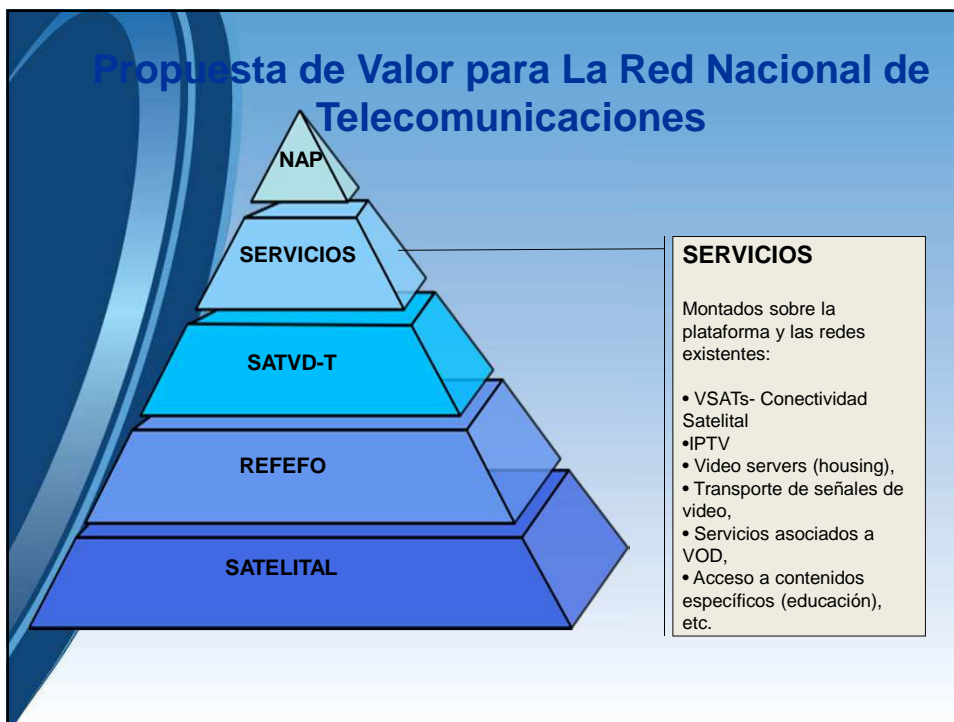 Propuesta de Valor para La Red Nacional de
Telecomunicaciones
NAP
SERVICIOS
SATVD-T
REFEFO
SATELITAL
SERVICIOS
Montados sobre la
plataforma y las redes
existentes:
• VSATs- Conectividad
Satelital
•IPTV
• Video servers (housing),
• Transporte de señales de
video,
• Servicios asociados a
VOD,
• Acceso a contenidos
específicos (educación),
etc.